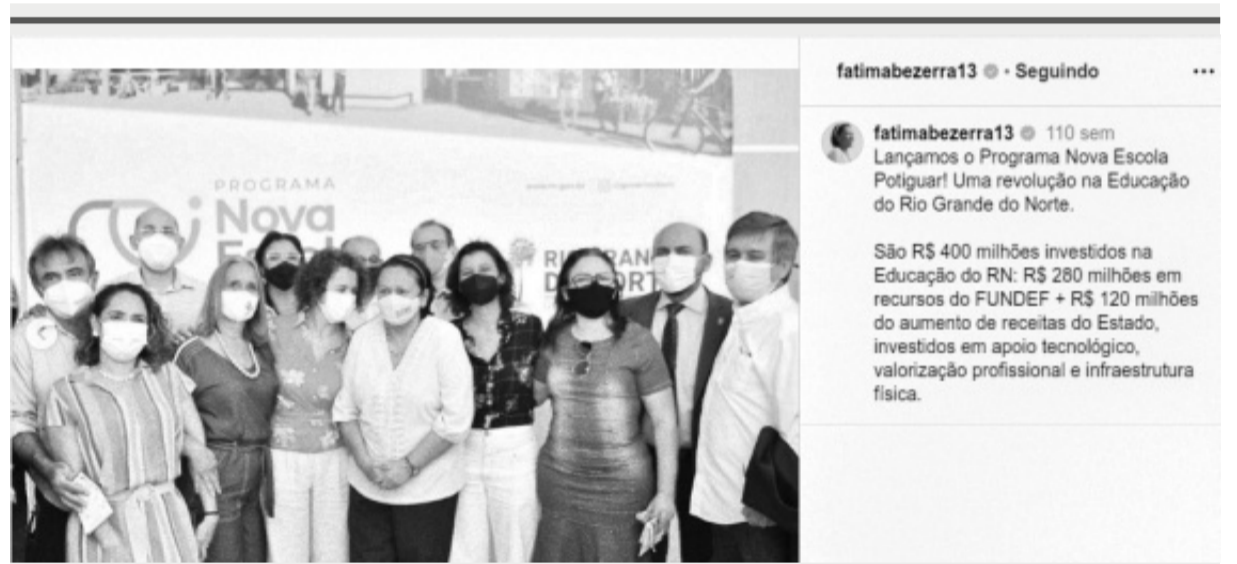 PROGRAMA
Nova
fatimabezerra13 • Seguindo
fatimabezerra13 110 sem
Lançamos o Programa Nova Escola
Potiguar! Uma revolução na Educação
do Rio Grande do Norte.
São R$ 400 milhões investidos na
Educação do RN: R$ 280 milhões em
recursos do FUNDEF + R$ 120 milhões
do aumento de receitas do Estado,
investidos em apoio tecnológico,
valorização profissional e infraestrutura
física.